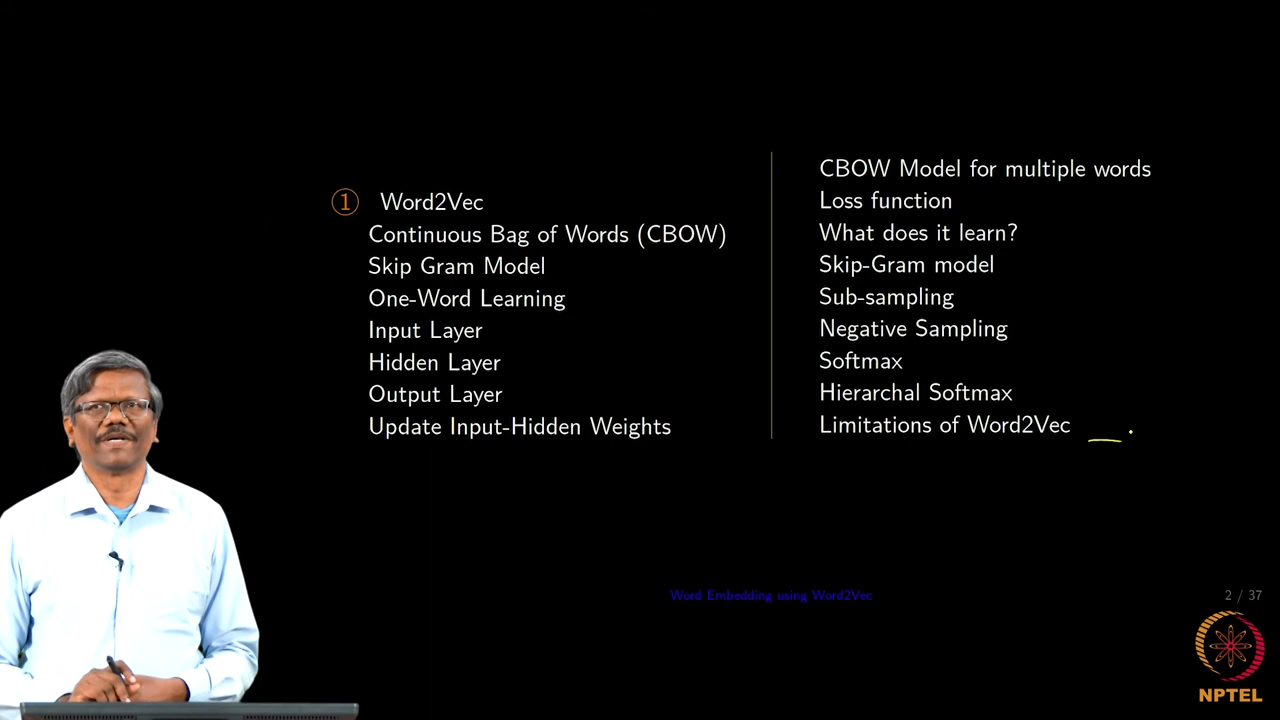 1 Word2Vec
Continuous Bag of Words (CBOW)
Skip Gram Model
One-Word Learning
Input Layer
Hidden Layer
Output Layer
Update Input-Hidden Weights
CBOW Model for multiple words
Loss function
What does it learn?
Skip-Gram model
Sub-sampling
Negative Sampling
Softmax
Hierarchal Softmax
Limitations of Word2Vec
Word Embedding using Word2Vec
2 / 37
NPTEL